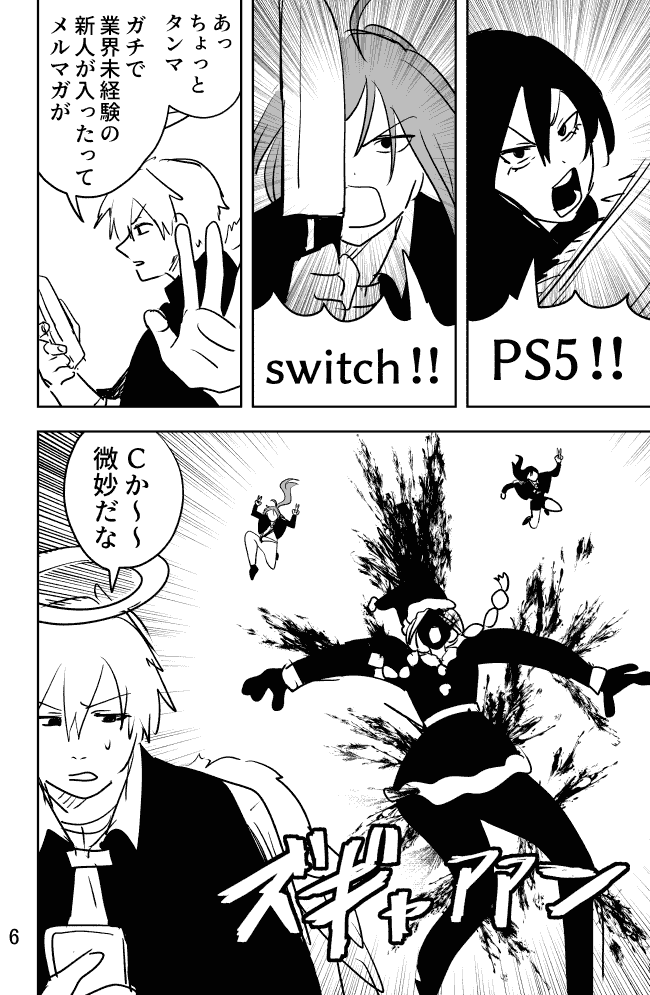 PS5!!
switch!!
あっ
ちょっと
タンマ
ガチで
業界未経験の
新人が入ったって
メルマガが
Cか〜〜
微妙だな
ズギャアアアン
6